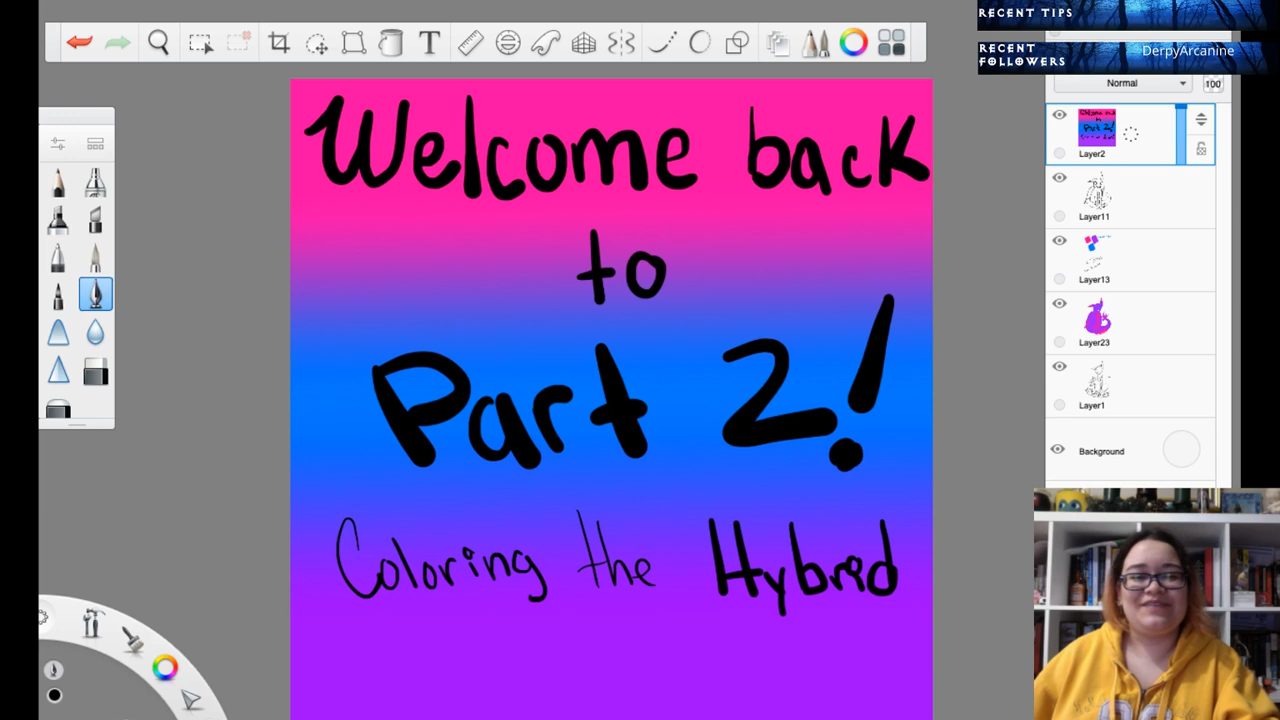 RECENT TIPS
RECENT FOLLOWERS
DerpyArcanine
Normal
100
Layer2
Layer11
Layer13
Layer23
Layer1
Background
Welcome back
to
Part 2!
Coloring the Hybrid